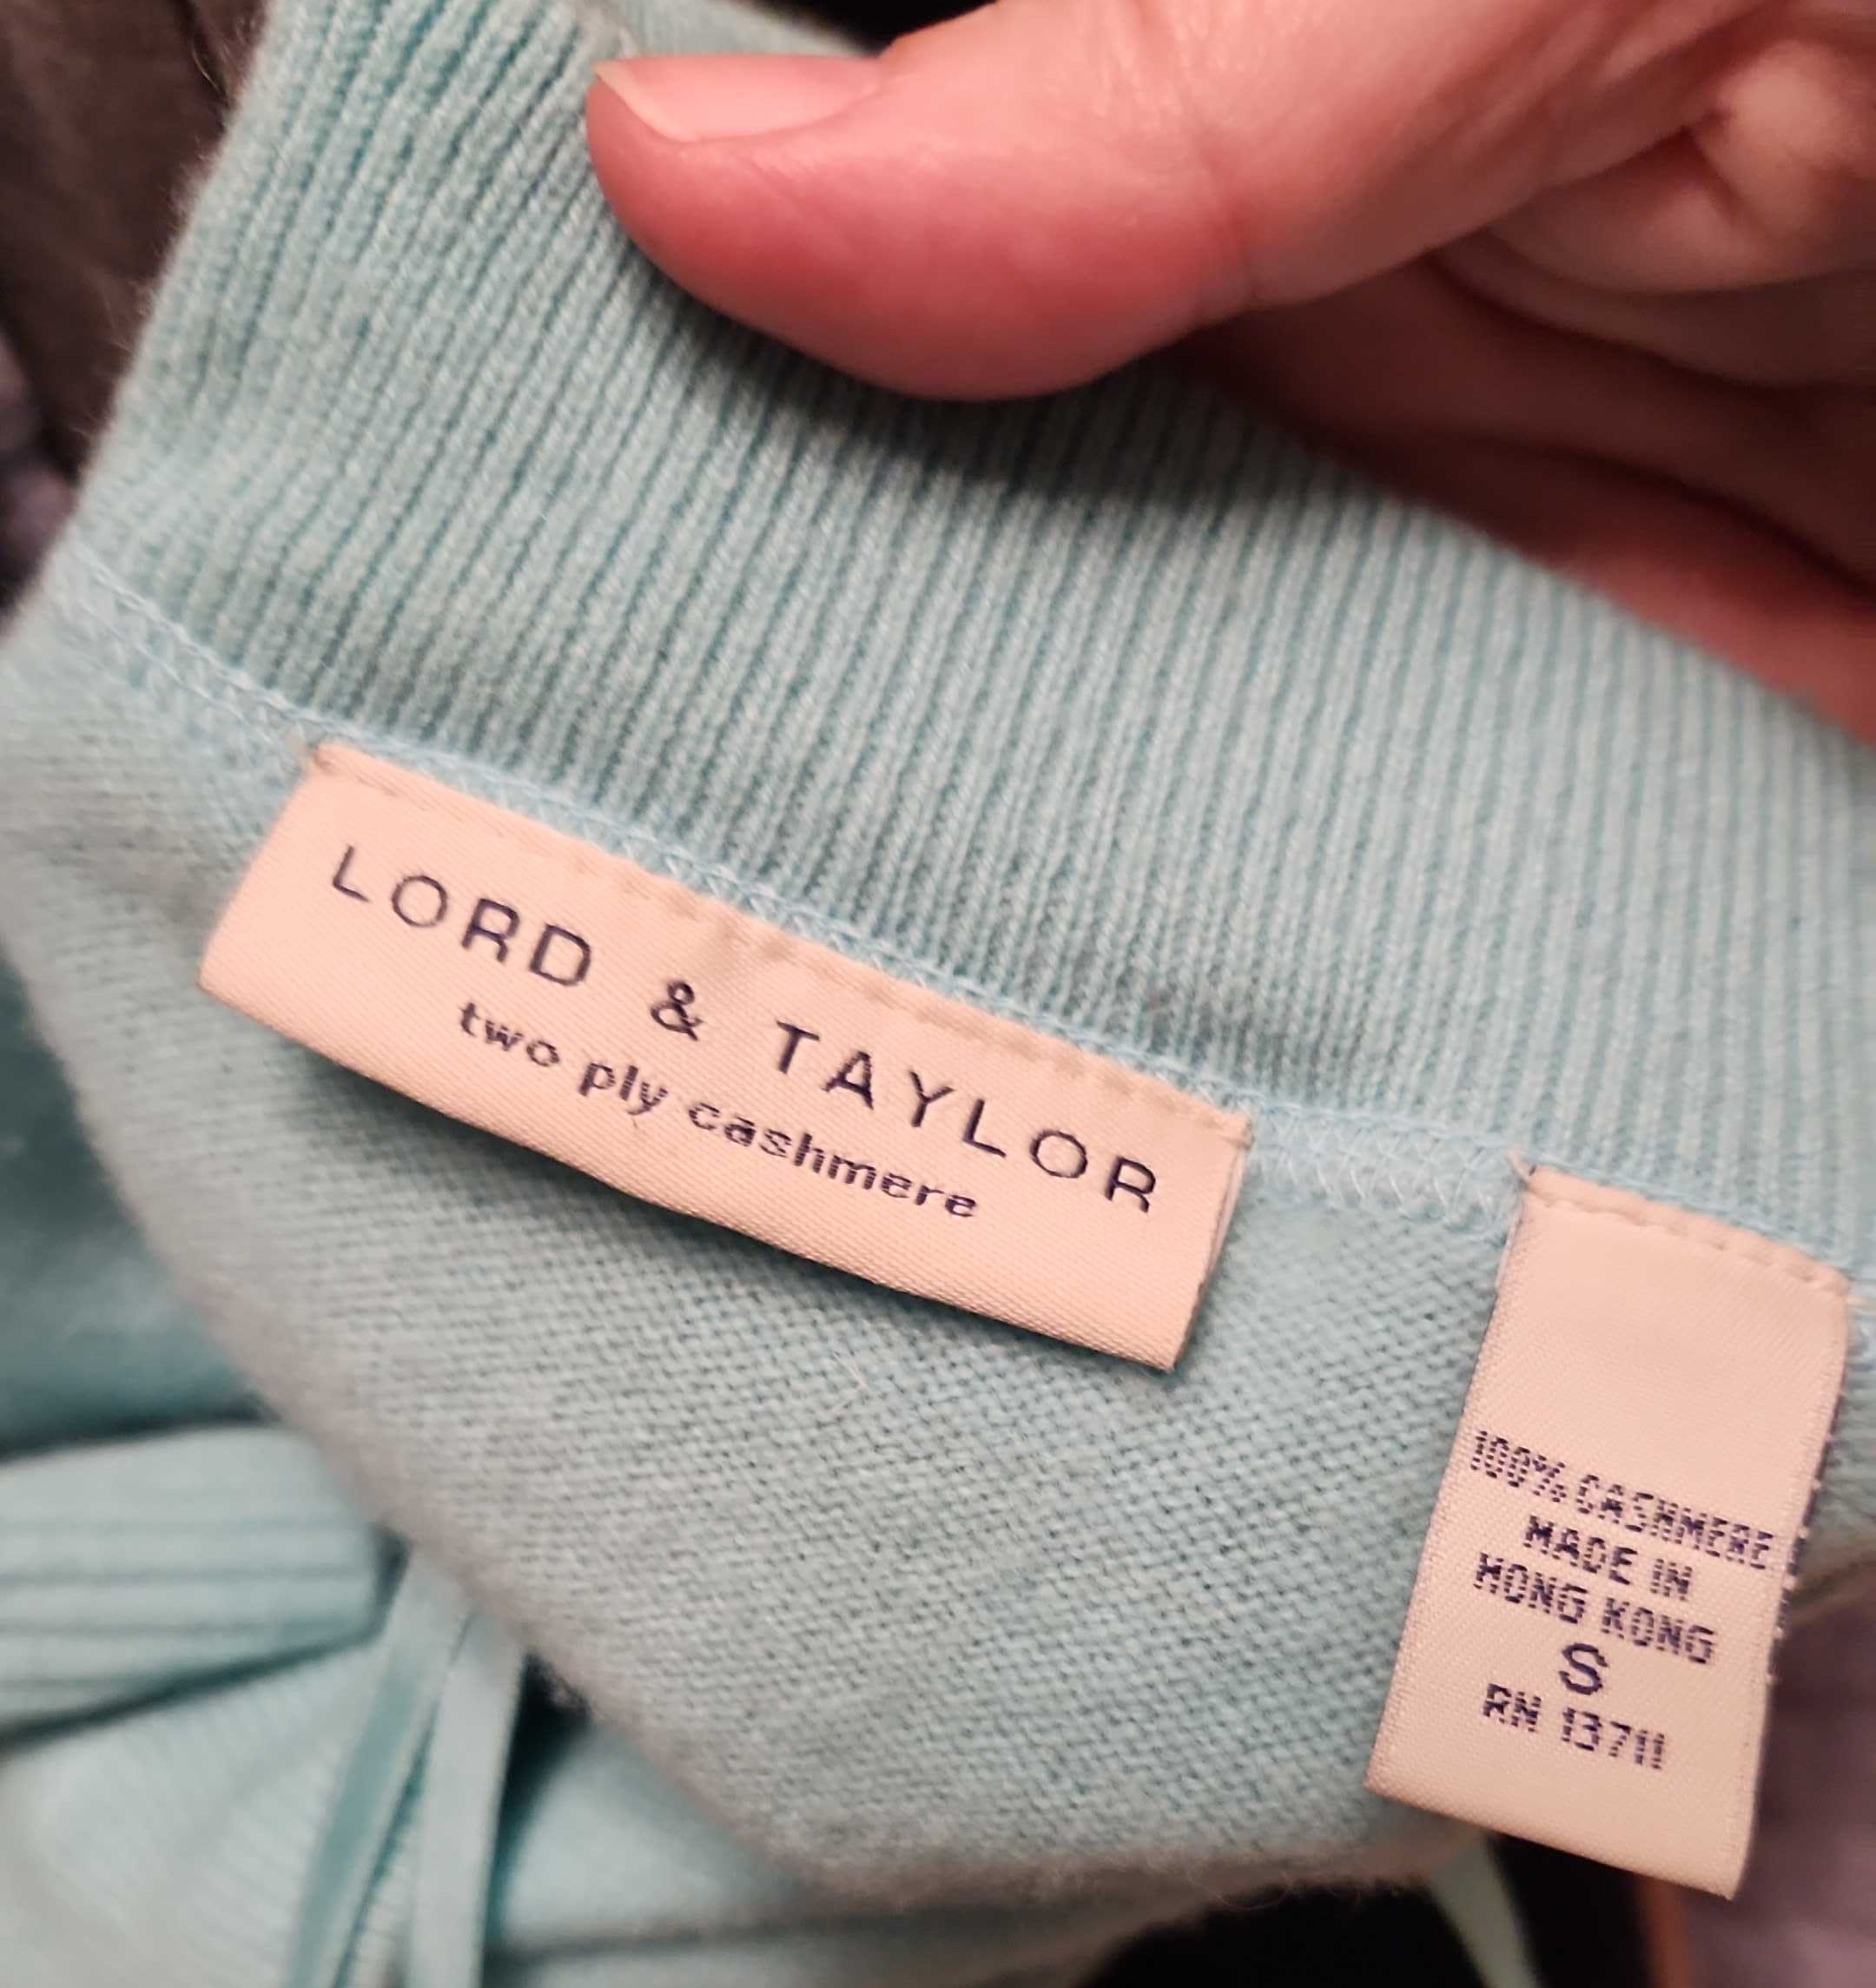 LORD & TAYLOR
two ply cashmere
100% CASHMERE
MADE IN
HONG KONG
S
RN 13711